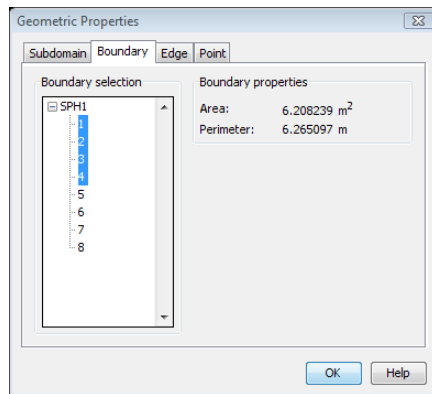 Geometric Properties
Subdomain Boundary Edge Point
Boundary selection
SPH1
1
2
3
4
5
6
7
8
Boundary properties
Area: 6.208239 m²
Perimeter: 6.265097 m
OK Help